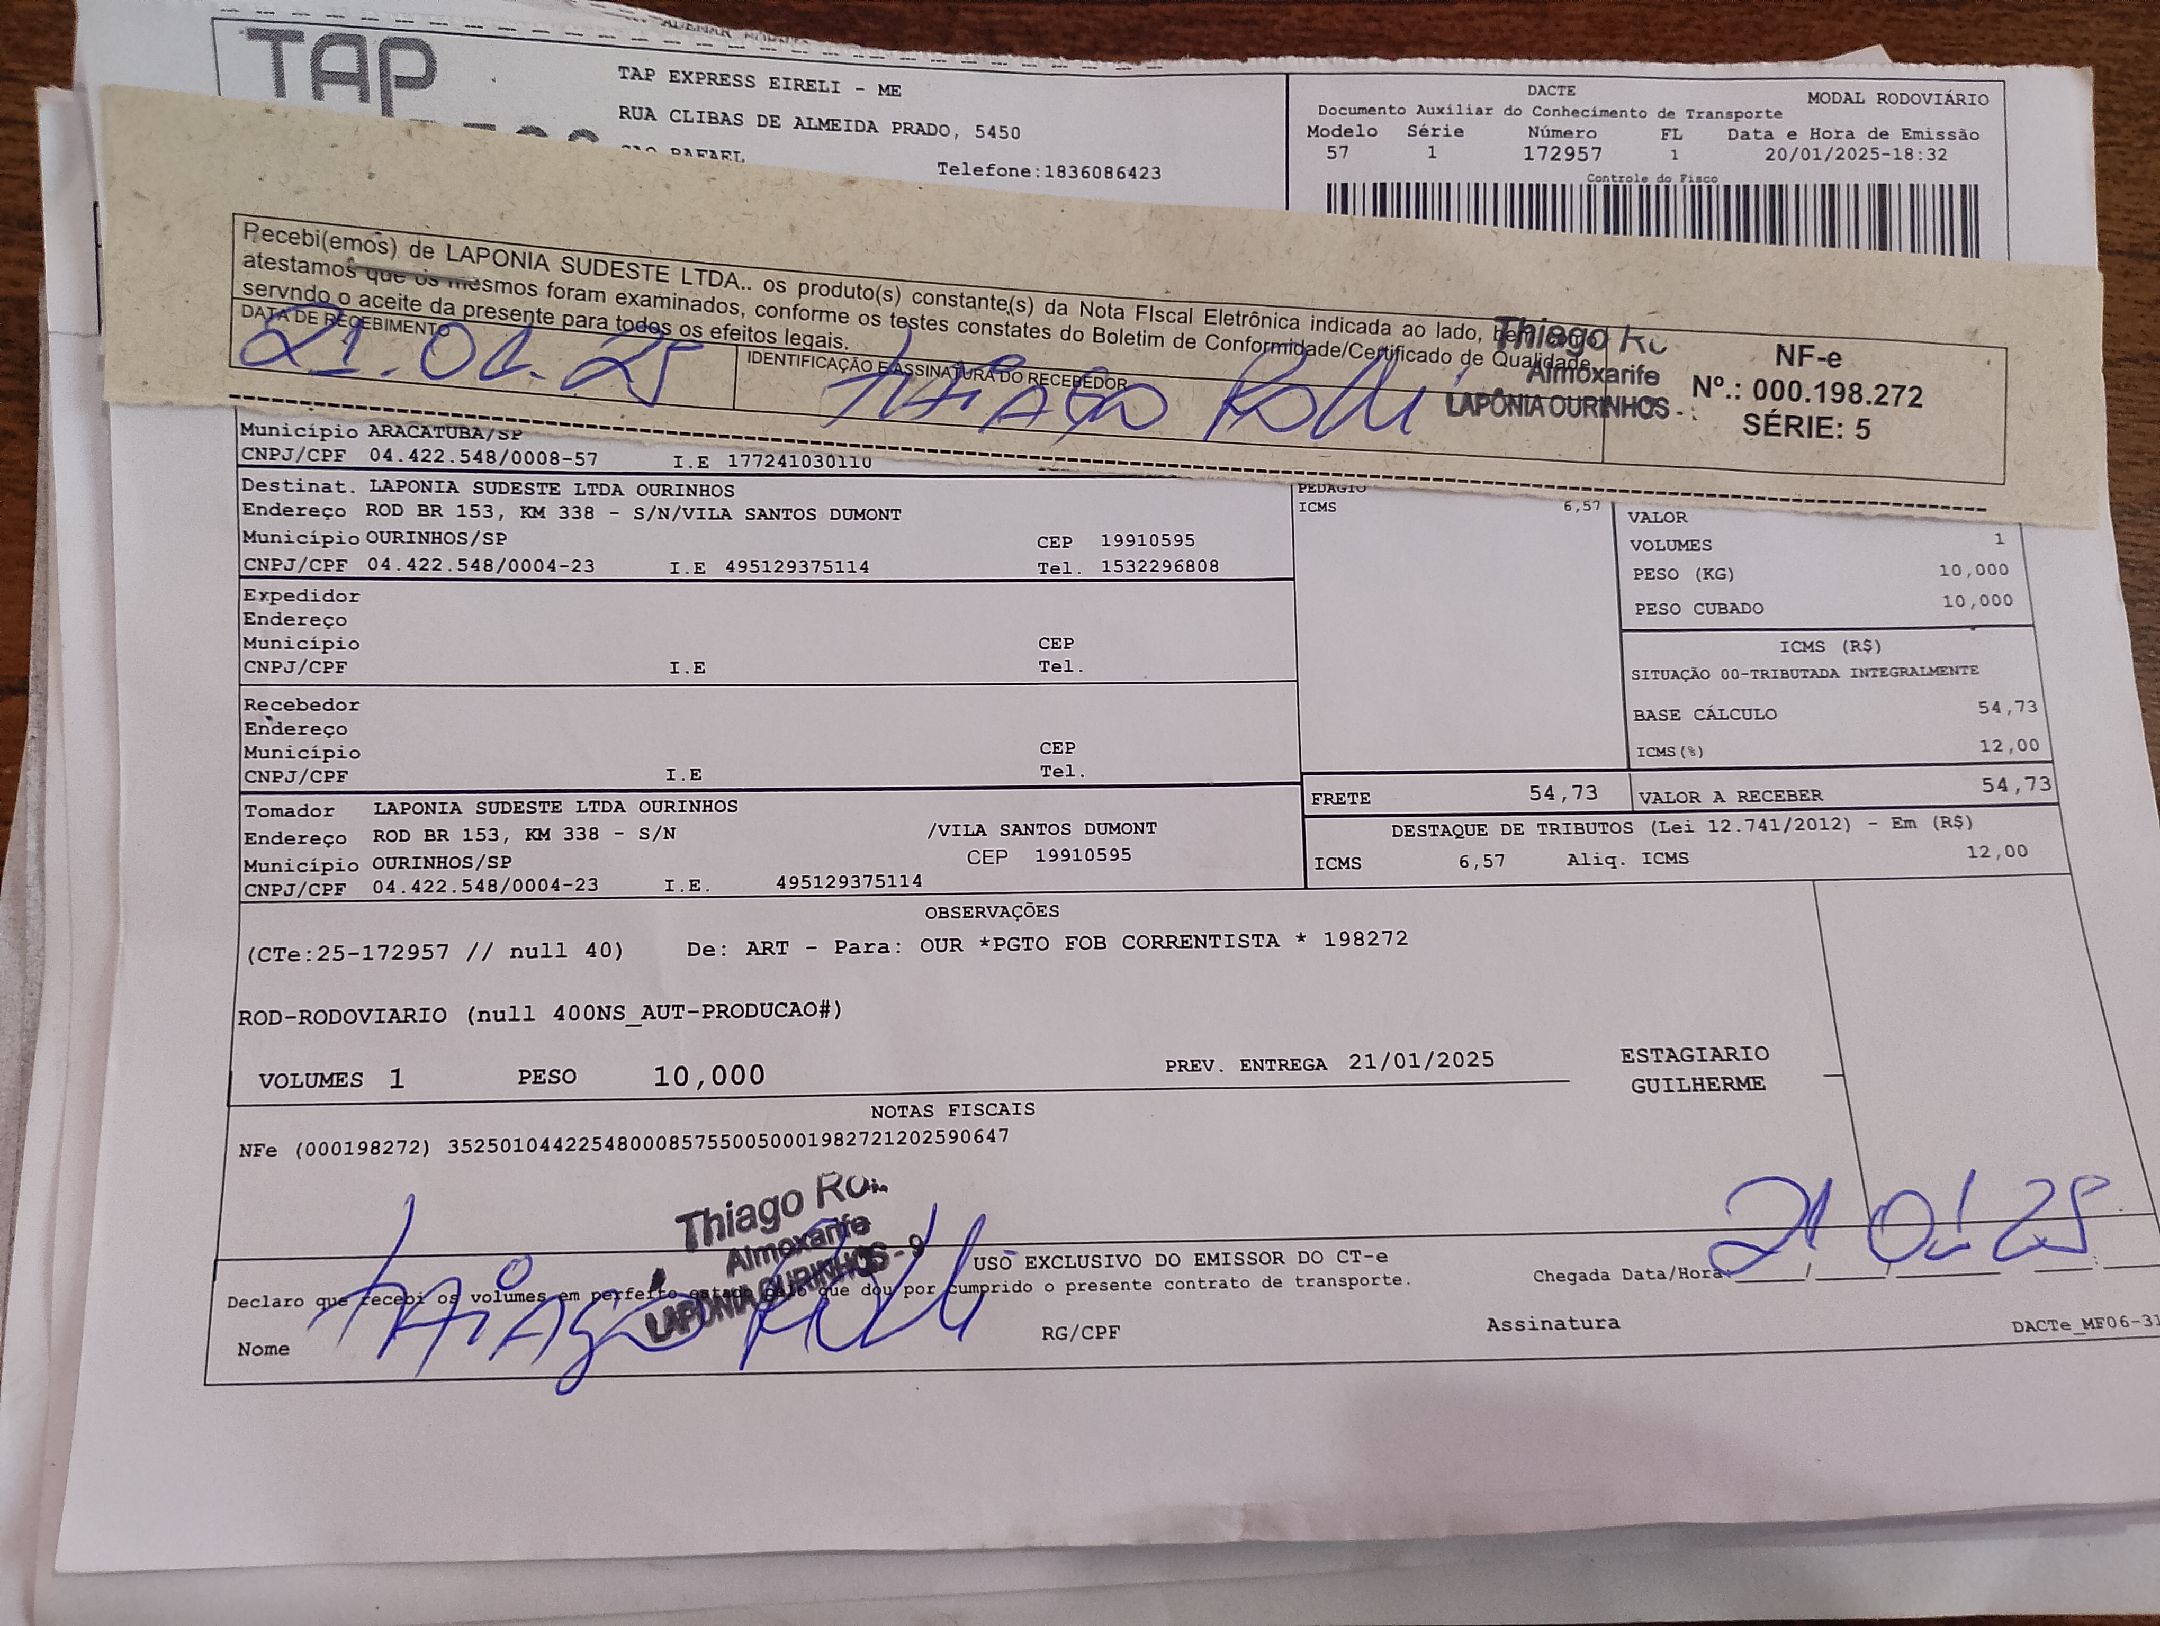 TAP
TAP EXPRESS EIRELI - ME
RUA CLIBAS DE ALMEIDA PRADO, 5450
SAO RAFAEL
Telefone:1836086423
DACTE
MODAL RODOVIÁRIO
Documento Auxiliar do Conhecimento de Transporte
Modelo Série Número FL Data e Hora de Emissão
57 1 172957 1 20/01/2025-18:32
Controle do Fisco
Recebi(emos) de LAPONIA SUDESTE LTDA.. os produto(s) constante(s) da Nota FIscal Eletrônica indicada ao lado, bem como
atestamos que os mesmos foram examinados, conforme os testes constates do Boletim de Conformidade/Certificado de Qualidade,
servndo o aceite da presente para todos os efeitos legais.
DATA DE RECEBIMENTO
21.01.25
IDENTIFICAÇÃO E ASSINATURA DO RECEBEDOR
Thiago
Thiago
Almoxarife
LAPÔNIA OURINHOS -
NF-e
Nº.: 000.198.272
SÉRIE: 5
Município ARACATUBA/SP
CNPJ/CPF 04.422.548/0008-57 I.E 177241030110
Destinat. LAPONIA SUDESTE LTDA OURINHOS
Endereço ROD BR 153, KM 338 - S/N/VILA SANTOS DUMONT
Município OURINHOS/SP CEP 19910595
CNPJ/CPF 04.422.548/0004-23 I.E 495129375114 Tel. 1532296808
Expedidor
Endereço
Município CEP
CNPJ/CPF I.E Tel.
Recebedor
Endereço
Município CEP
CNPJ/CPF I.E Tel.
Tomador LAPONIA SUDESTE LTDA OURINHOS
Endereço ROD BR 153, KM 338 - S/N /VILA SANTOS DUMONT
Município OURINHOS/SP CEP 19910595
CNPJ/CPF 04.422.548/0004-23 I.E. 495129375114
PEDAGIO
ICMS 6,57
VALOR
VOLUMES 1
PESO (KG) 10,000
PESO CUBADO 10,000
ICMS (R$)
SITUAÇÃO 00-TRIBUTADA INTEGRALMENTE
BASE CÁLCULO 54,73
ICMS(%) 12,00
FRETE 54,73 VALOR A RECEBER 54,73
DESTAQUE DE TRIBUTOS (Lei 12.741/2012) - Em (R$)
ICMS 6,57 Aliq. ICMS 12,00
OBSERVAÇÕES
(CTe:25-172957 // null 40) De: ART - Para: OUR *PGTO FOB CORRENTISTA * 198272
ROD-RODOVIARIO (null 400NS_AUT-PRODUCAO#)
VOLUMES 1 PESO 10,000 PREV. ENTREGA 21/01/2025
ESTAGIARIO
GUILHERME
NOTAS FISCAIS
NFe (000198272) 35250104422548000857550050001982721202590647
Thiago
Almoxarife
LAPÔNIA OURINHOS - 9
21 01 25
USO EXCLUSIVO DO EMISSOR DO CT-e
Declaro que recebi os volumes em perfeito estado pelo que dou por cumprido o presente contrato de transporte.
Chegada Data/Hora:
Nome Thiago RG/CPF Assinatura
DACTe_MF06-31